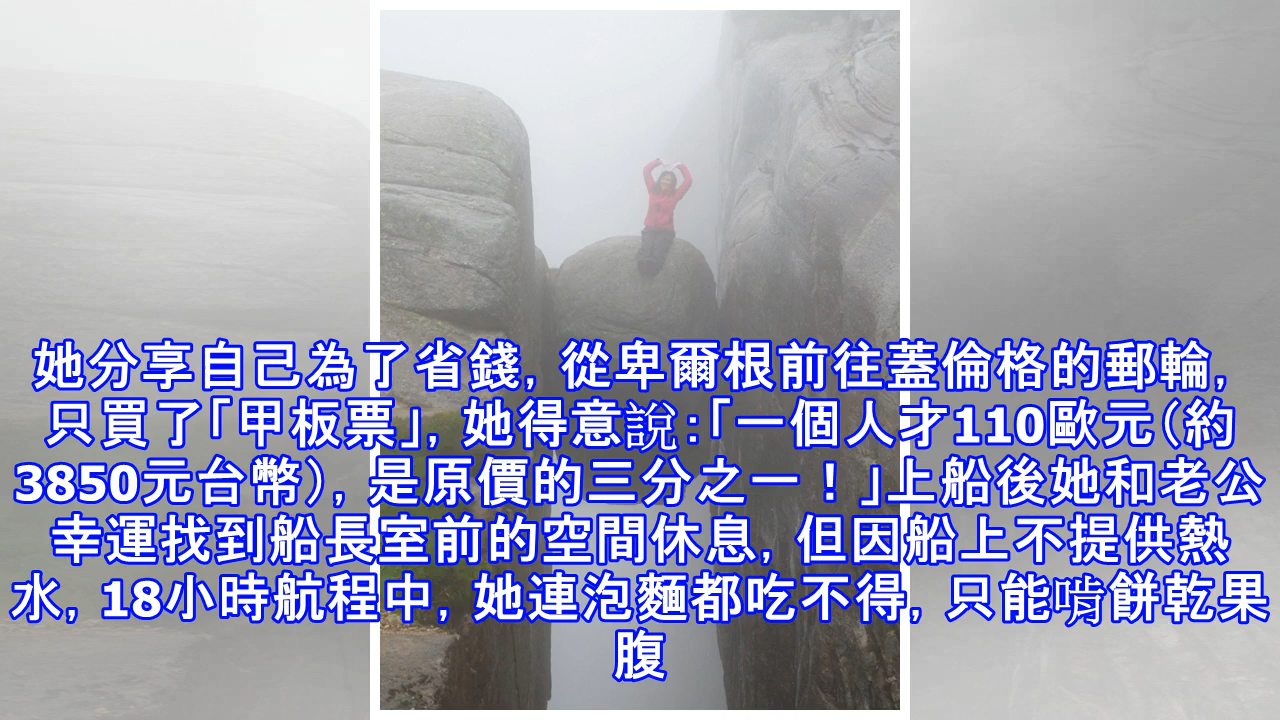 她分享自己為了省錢, 從卑爾根前往蓋倫格的郵輪,
只買了「甲板票」, 她得意說:「一個人才110歐元(約
3850元台幣), 是原價的三分之一！」上船後她和老公
幸運找到船長室前的空間休息, 但因船上不提供熱
水, 18小時航程中, 她連泡麵都吃不得, 只能啃餅乾果
腹